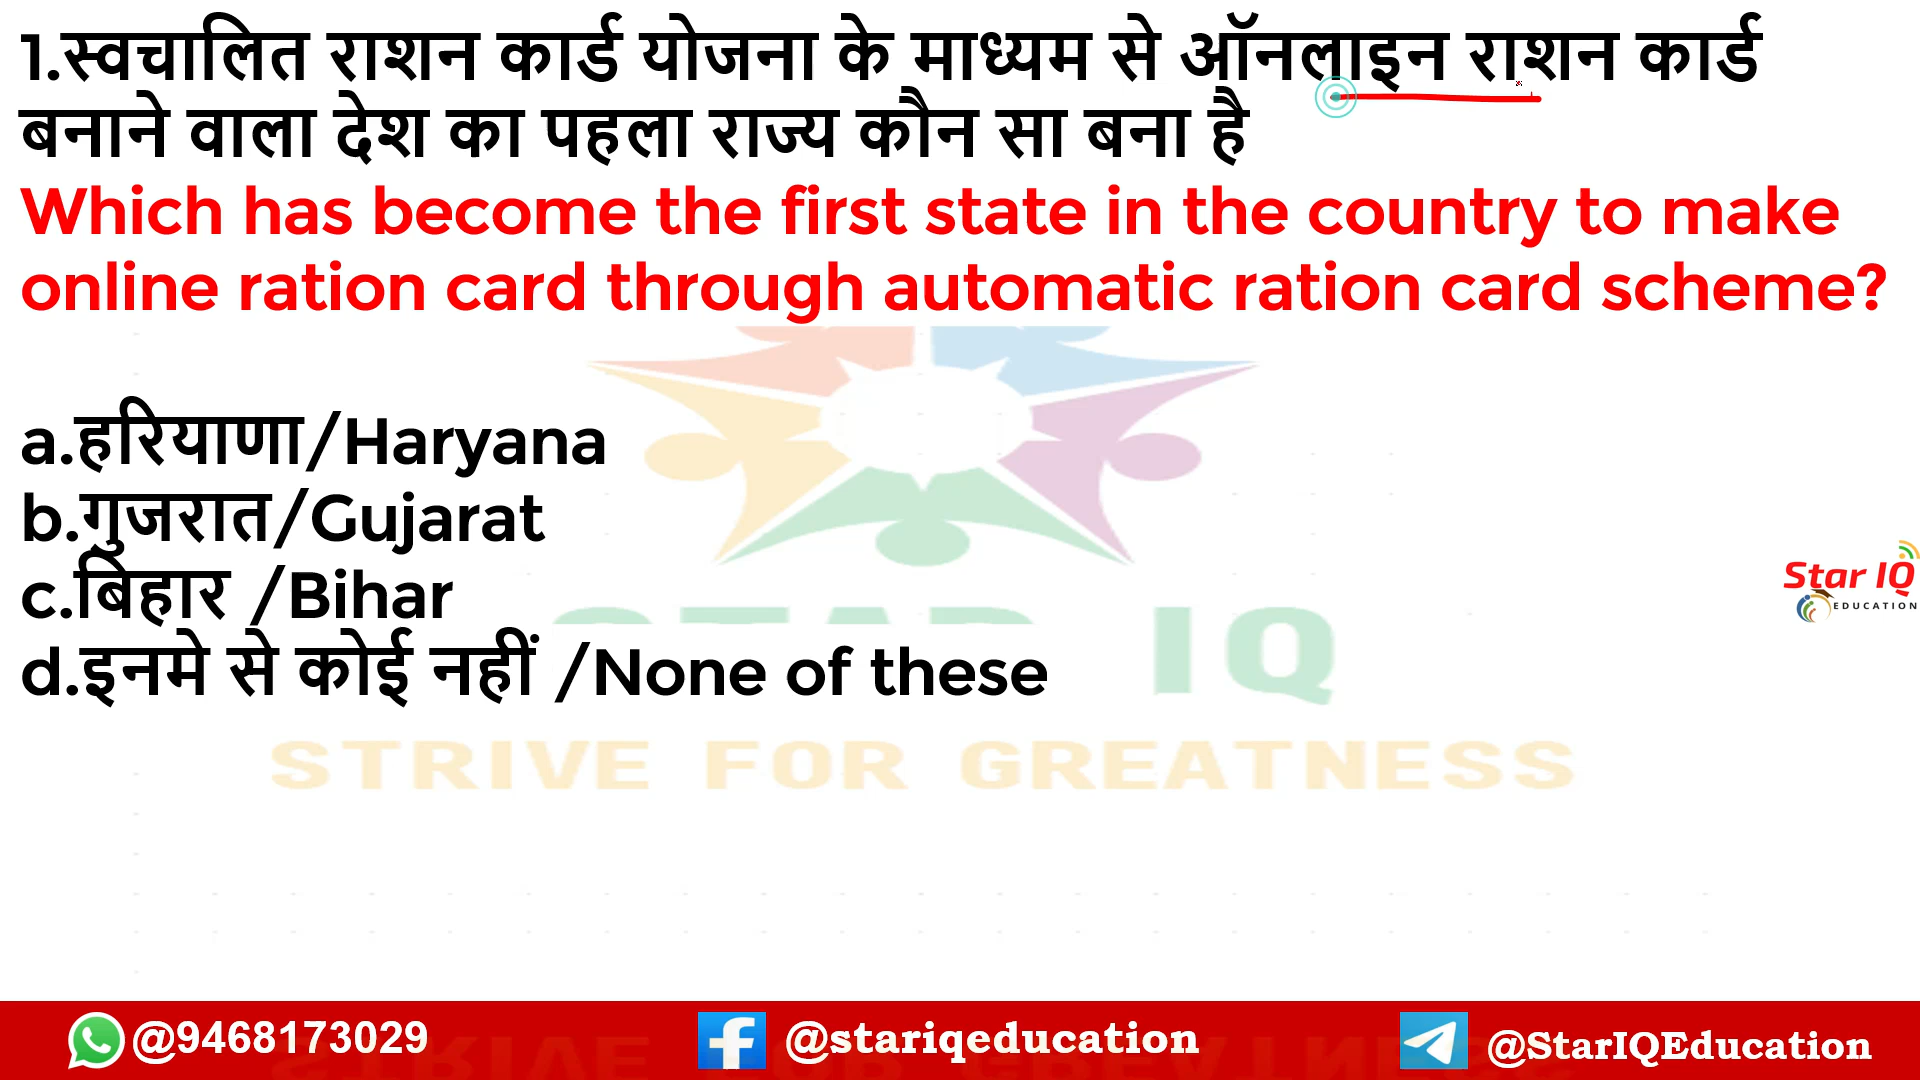 1.स्वचालित राशन कार्ड योजना के माध्यम से ऑनलाइन राशन कार्ड
बनाने वाला देश का पहला राज्य कौन सा बना है
Which has become the first state in the country to make
online ration card through automatic ration card scheme?
a.हरियाणा/Haryana
b.गुजरात/Gujarat
c.बिहार /Bihar
d.इनमे से कोई नहीं /None of these
Star IQ
EDUCATION
STAR IQ
STRIVE FOR GREATNESS
@9468173029
@stariqeducation
@StarIQEducation